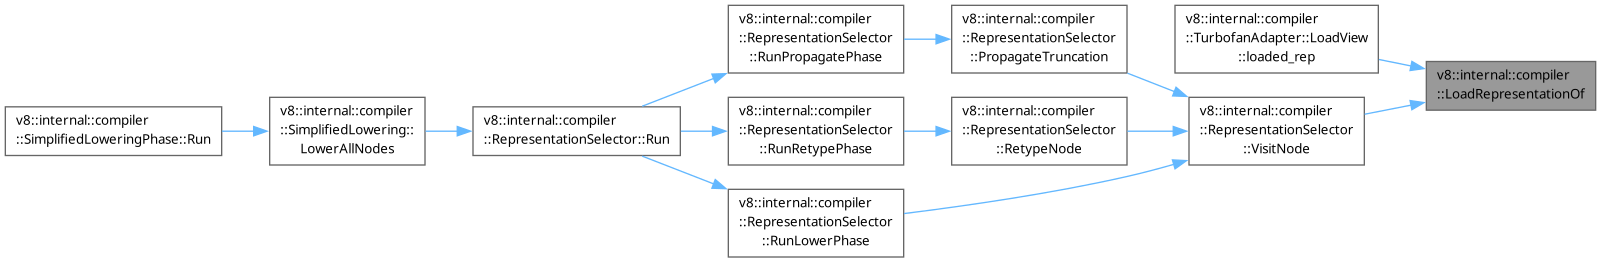 v8::internal::compiler
::SimplifiedLoweringPhase::Run
v8::internal::compiler
::SimplifiedLowering::
LowerAllNodes
v8::internal::compiler
::RepresentationSelector::Run
v8::internal::compiler
::RepresentationSelector
::RunPropagatePhase
v8::internal::compiler
::RepresentationSelector
::RunRetypePhase
v8::internal::compiler
::RepresentationSelector
::RunLowerPhase
v8::internal::compiler
::RepresentationSelector
::PropagateTruncation
v8::internal::compiler
::RepresentationSelector
::RetypeNode
v8::internal::compiler
::TurbofanAdapter::LoadView
::loaded_rep
v8::internal::compiler
::RepresentationSelector
::VisitNode
v8::internal::compiler
::LoadRepresentationOf